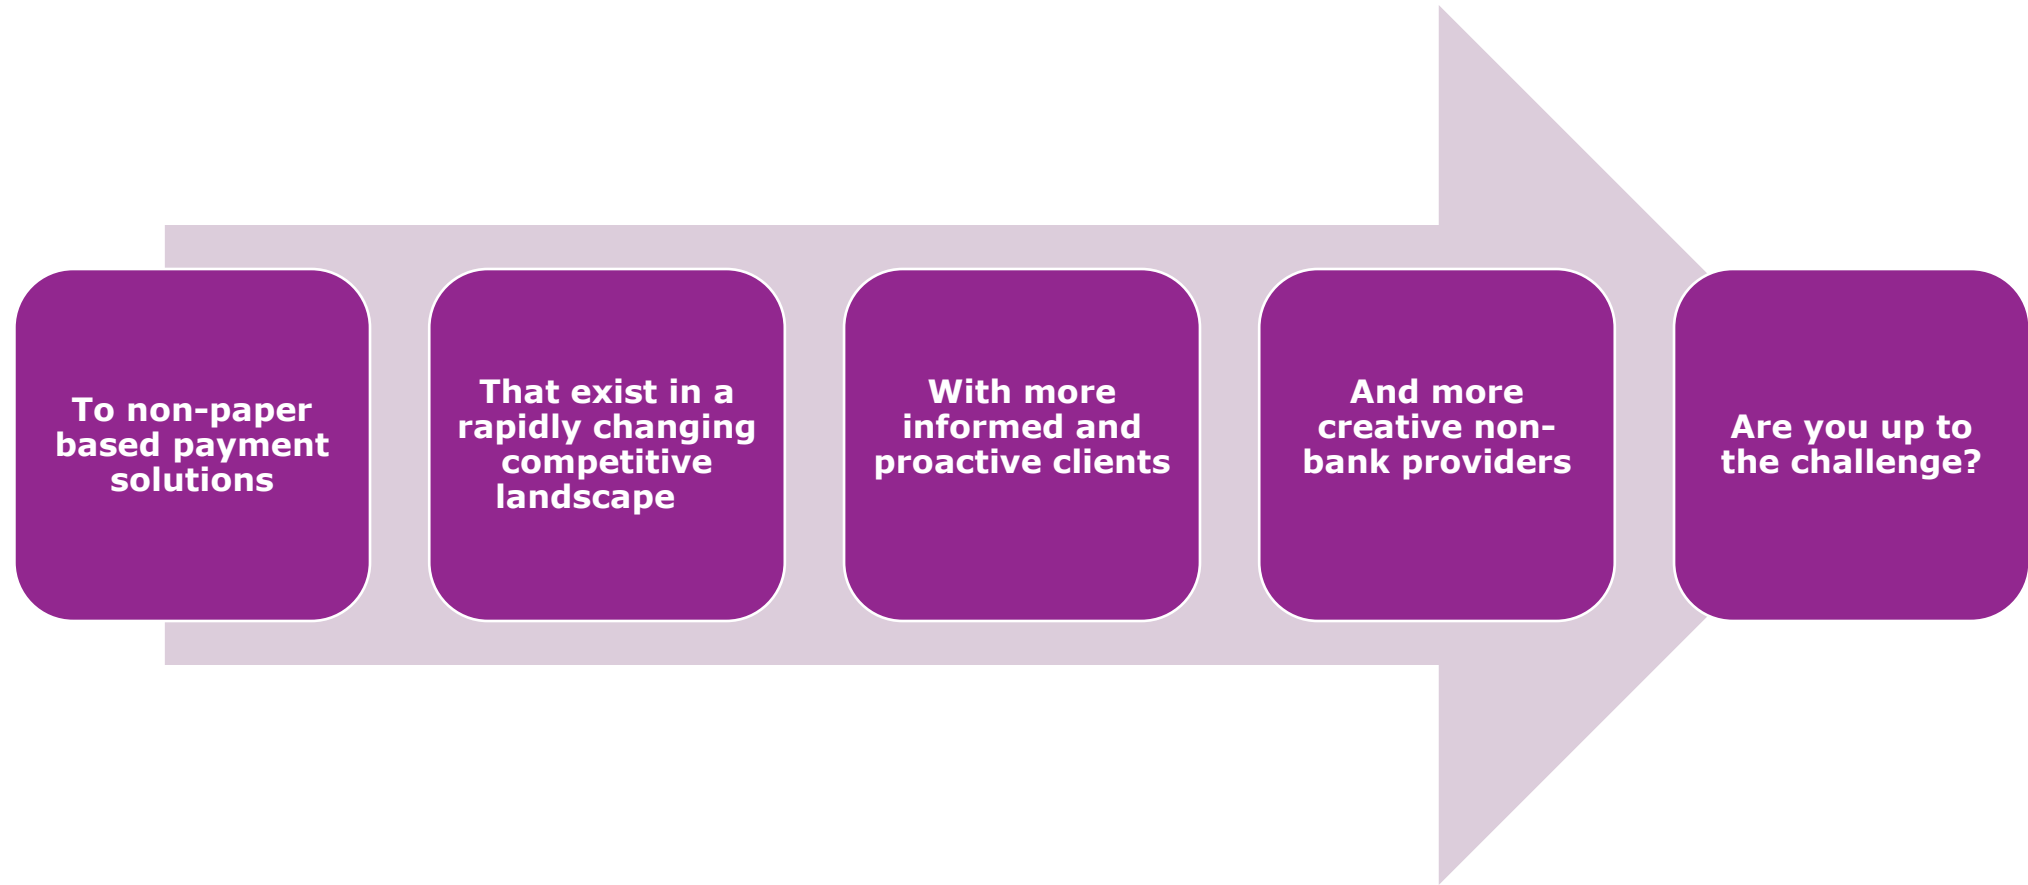 To non-paper
based payment
solutions
That exist in a
rapidly changing
competitive
landscape
With more
informed and
proactive clients
And more
creative non-
bank providers
Are you up to
the challenge?